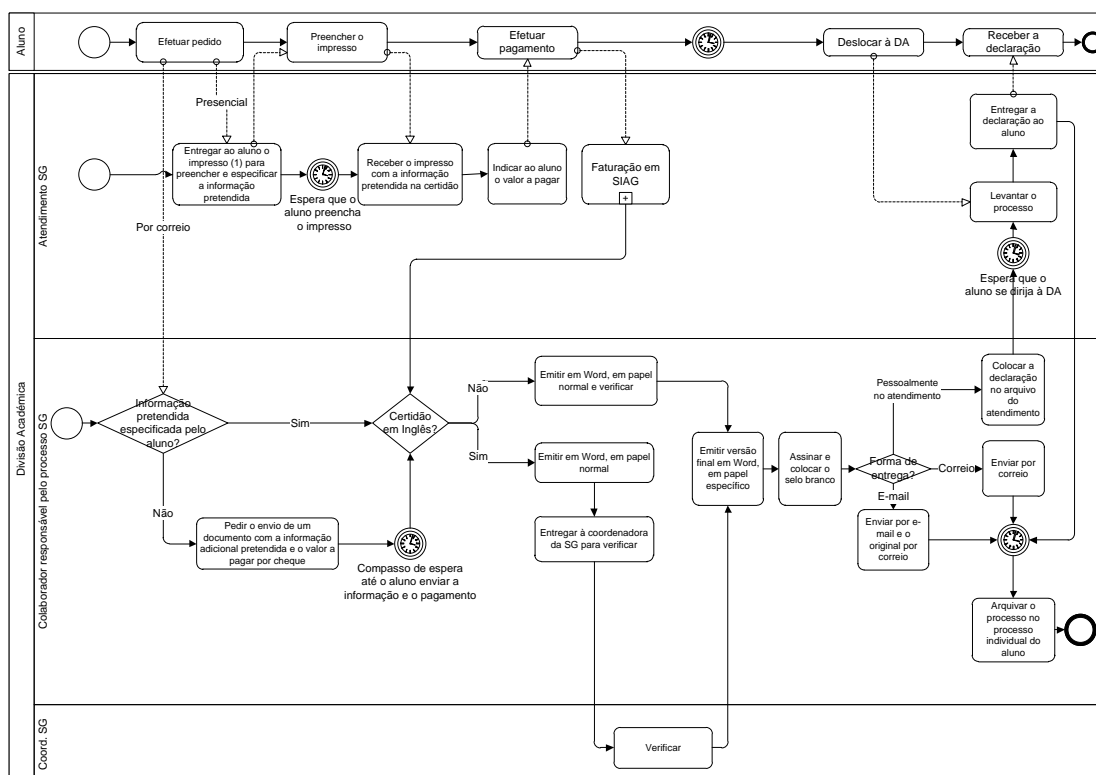 Aluno
Efetuar pedido
Preencher o
impresso
Efetuar
pagamento
Deslocar à DA
Receber a
declaração
Divisão Académica
Atendimento SG
Presencial
Entregar ao aluno o
impresso (1) para
preencher e especificar
a informação
pretendida
Espera que o
aluno preencha
o impresso
Receber o impresso
com a informação
pretendida na certidão
Indicar ao aluno
o valor a pagar
Faturação em
SIAG
+
Entregar a
declaração ao
aluno
Levantar o
processo
Espera que o
aluno se dirija à DA
Por correio
Colaborador responsável pelo processo SG
Informação
pretendida
especificada pelo
aluno?
Sim
Não
Pedir o envio de um
documento com a informação
adicional pretendida e o valor a
pagar por cheque
Compasso de espera
até o aluno enviar a
informação e o pagamento
Certidão
em Inglês?
Não
Sim
Emitir em Word, em papel
normal e verificar
Emitir em Word, em papel
normal
Entregar à coordenadora
da SG para verificar
Emitir versão
final em Word,
em papel
específico
Assinar e
colocar o
selo branco
Forma de
entrega?
Pessoalmente
no atendimento
Correio
E-mail
Colocar a
declaração no
arquivo do
atendimento
Enviar por
correio
Enviar por e-
mail e o
original por
correio
Arquivar o
processo no
processo
individual do
aluno
Coord. SG
Verificar